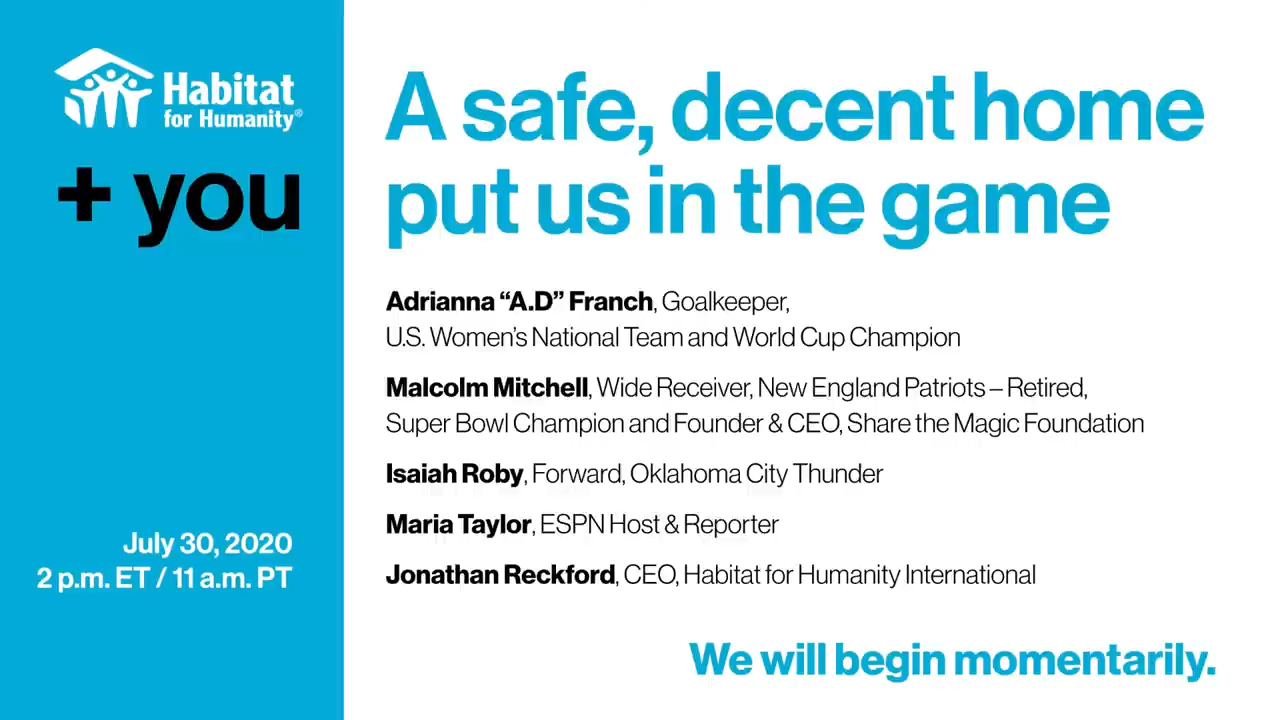 Habitat
for Humanity®
+ you
July 30, 2020
2 p.m. ET / 11 a.m. PT
A safe, decent home
put us in the game
Adrianna “A.D” Franch, Goalkeeper,
U.S. Women’s National Team and World Cup Champion
Malcolm Mitchell, Wide Receiver, New England Patriots – Retired,
Super Bowl Champion and Founder & CEO, Share the Magic Foundation
Isaiah Roby, Forward, Oklahoma City Thunder
Maria Taylor, ESPN Host & Reporter
Jonathan Reckford, CEO, Habitat for Humanity International
We will begin momentarily.